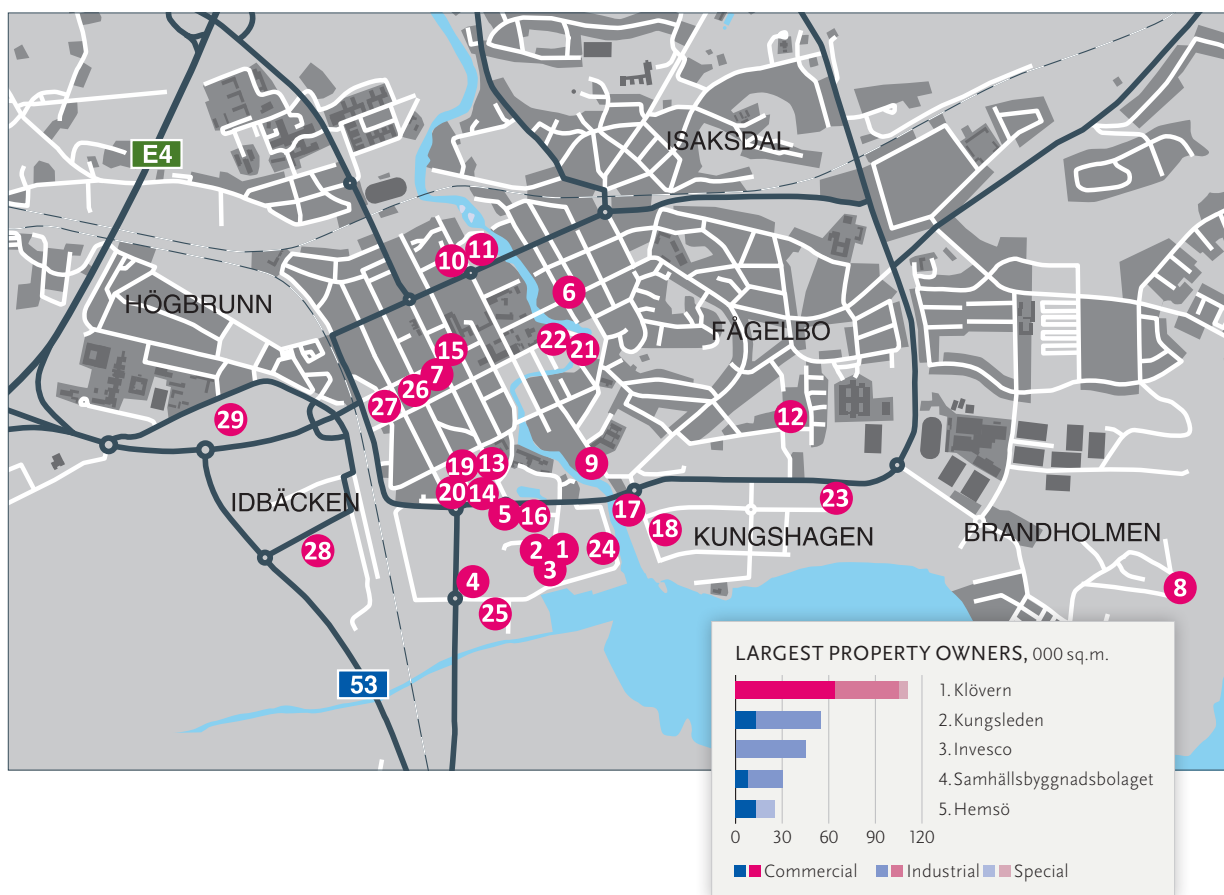 ISAKSDAL
E4
11
10
6
HÖGBRUNN
FÅGELBO
22
21
15
7
26
27
12
29
19
13
9
20
14
23
IDBÄCKEN
5
16
17
18
KUNGSHAGEN
BRANDHOLMEN
28
2
1
24
3
4
8
25
53
LARGEST PROPERTY OWNERS, 000 sq.m.
1. Klövern
2. Kungsleden
3. Invesco
4. Samhällsbyggnadsbolaget
5. Hemsö
0 30 60 90 120
Commercial Industrial Special